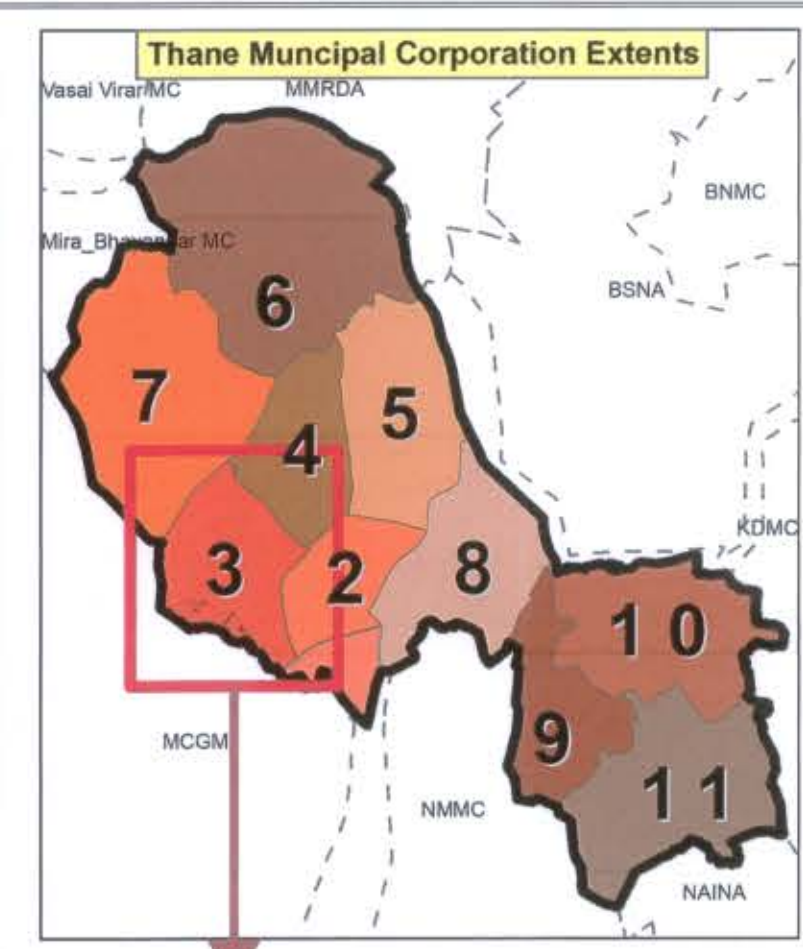 Thane Muncipal Corporation Extents
Vasai Virar MC
MMRDA
BNMC
Mira_Bhayandar MC
BSNA
6
7
5
4
KDMC
3
2
8
10
MCGM
9
11
NMMC
NAINA